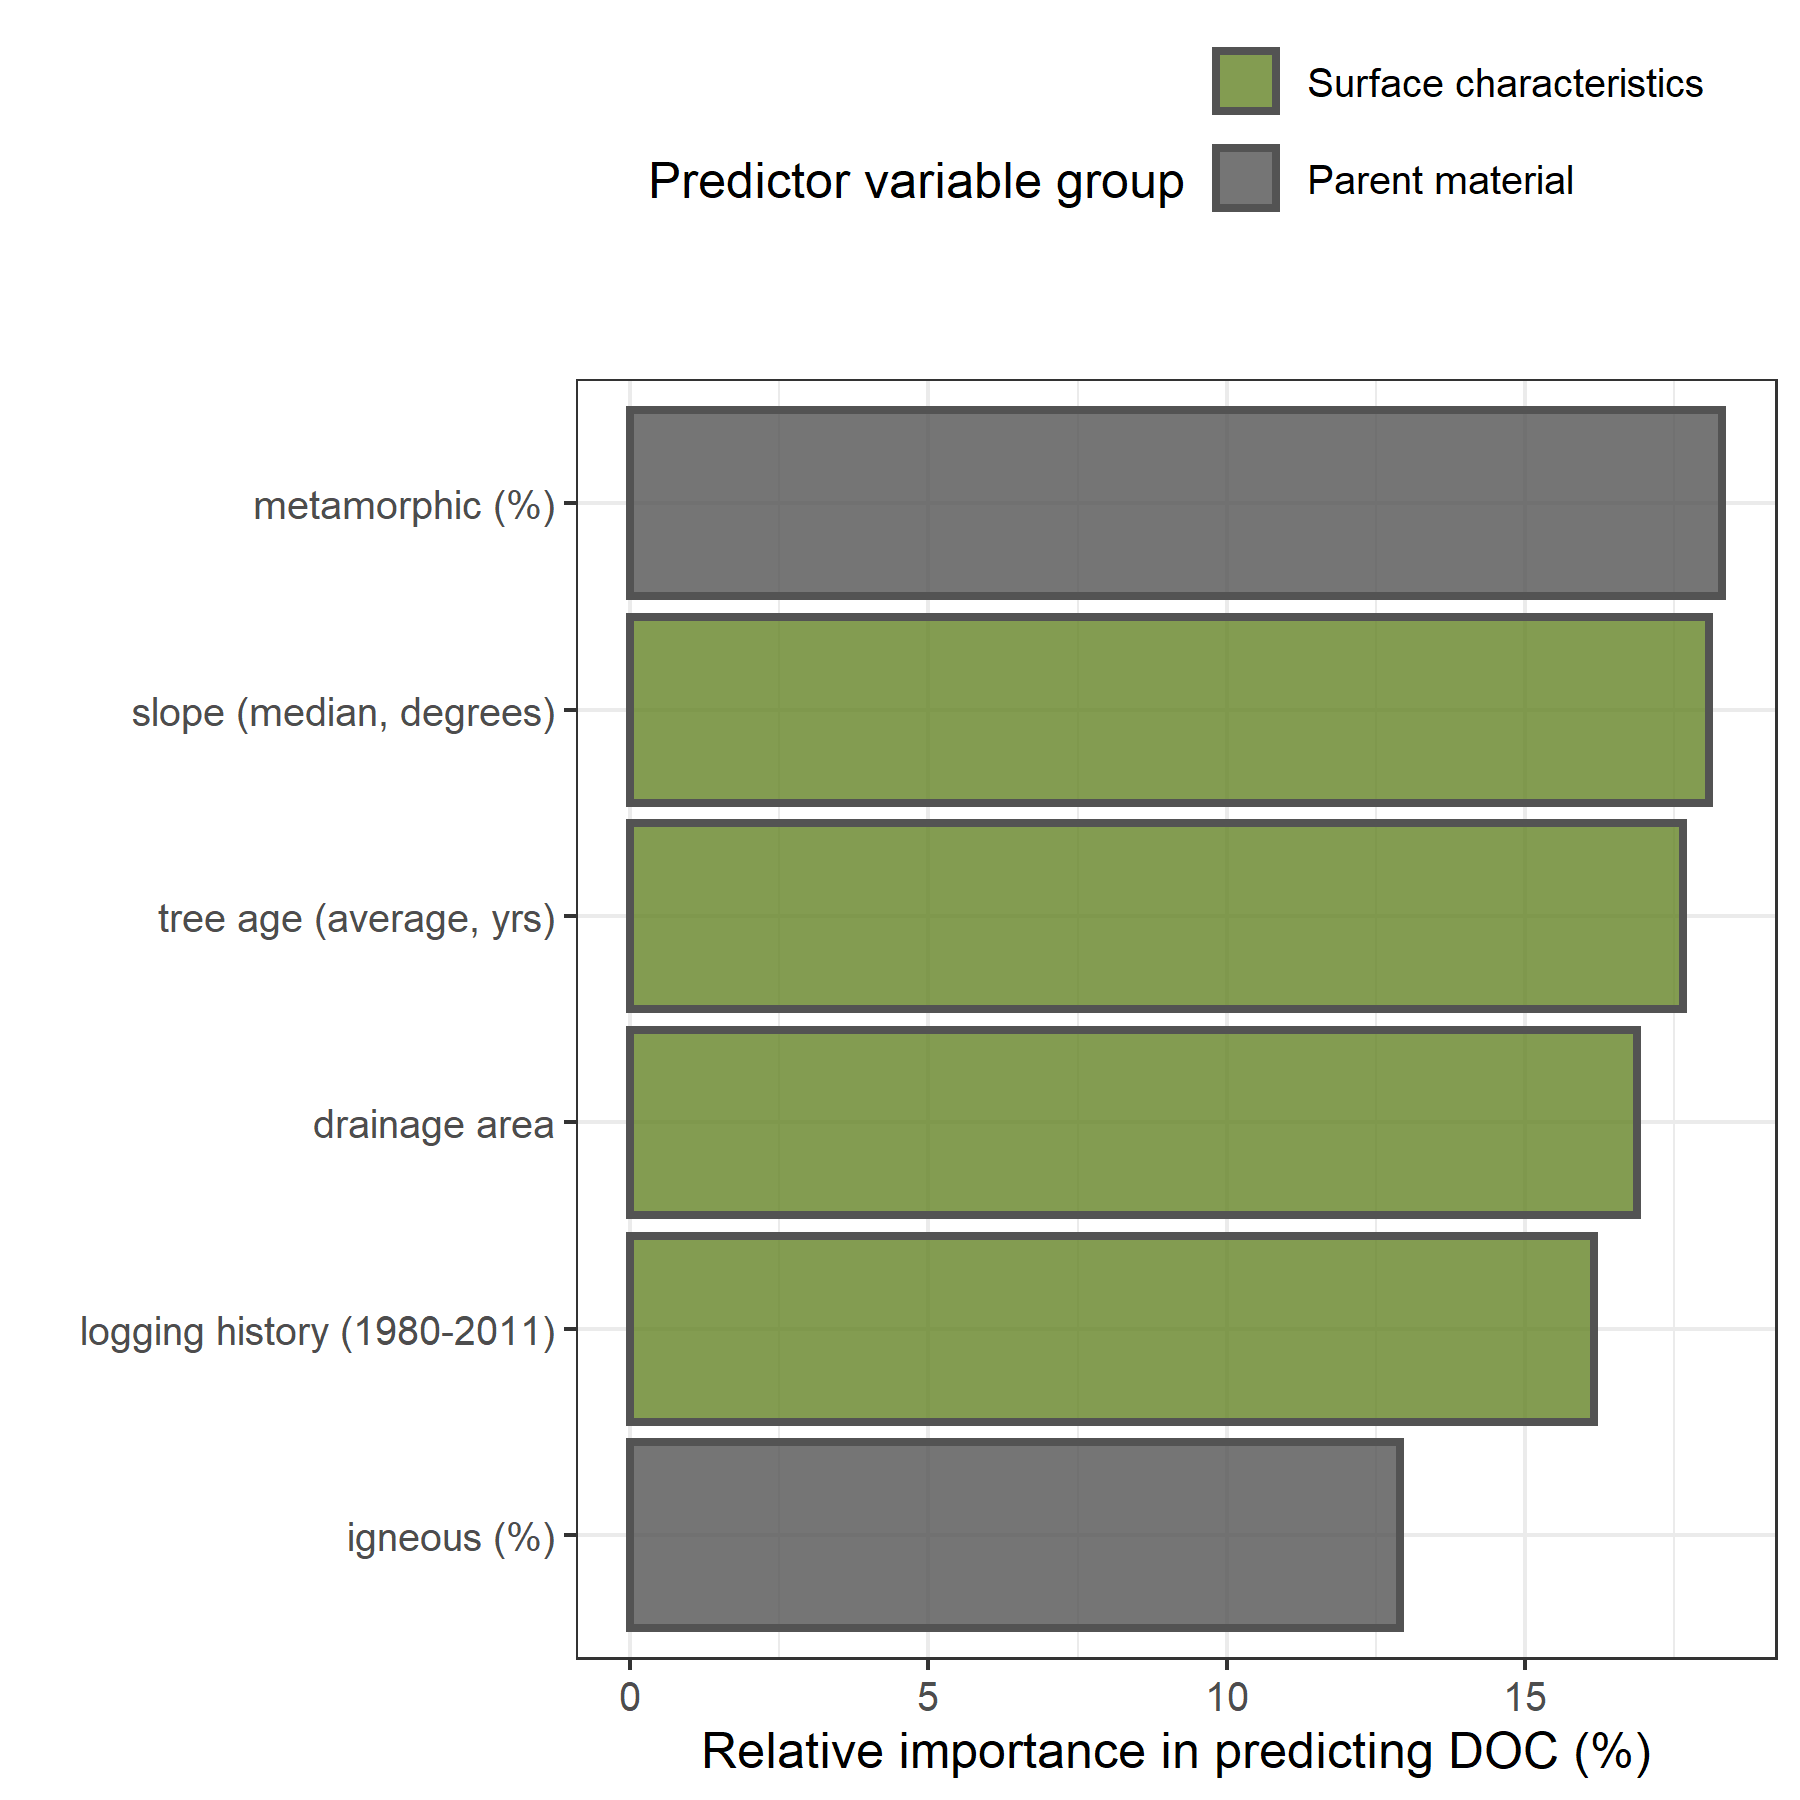 Surface characteristics
Predictor variable group
Parent material
metamorphic (%)
slope (median, degrees)
tree age (average, yrs)
drainage area
logging history (1980-2011)
igneous (%)
0 5 10 15
Relative importance in predicting DOC (%)